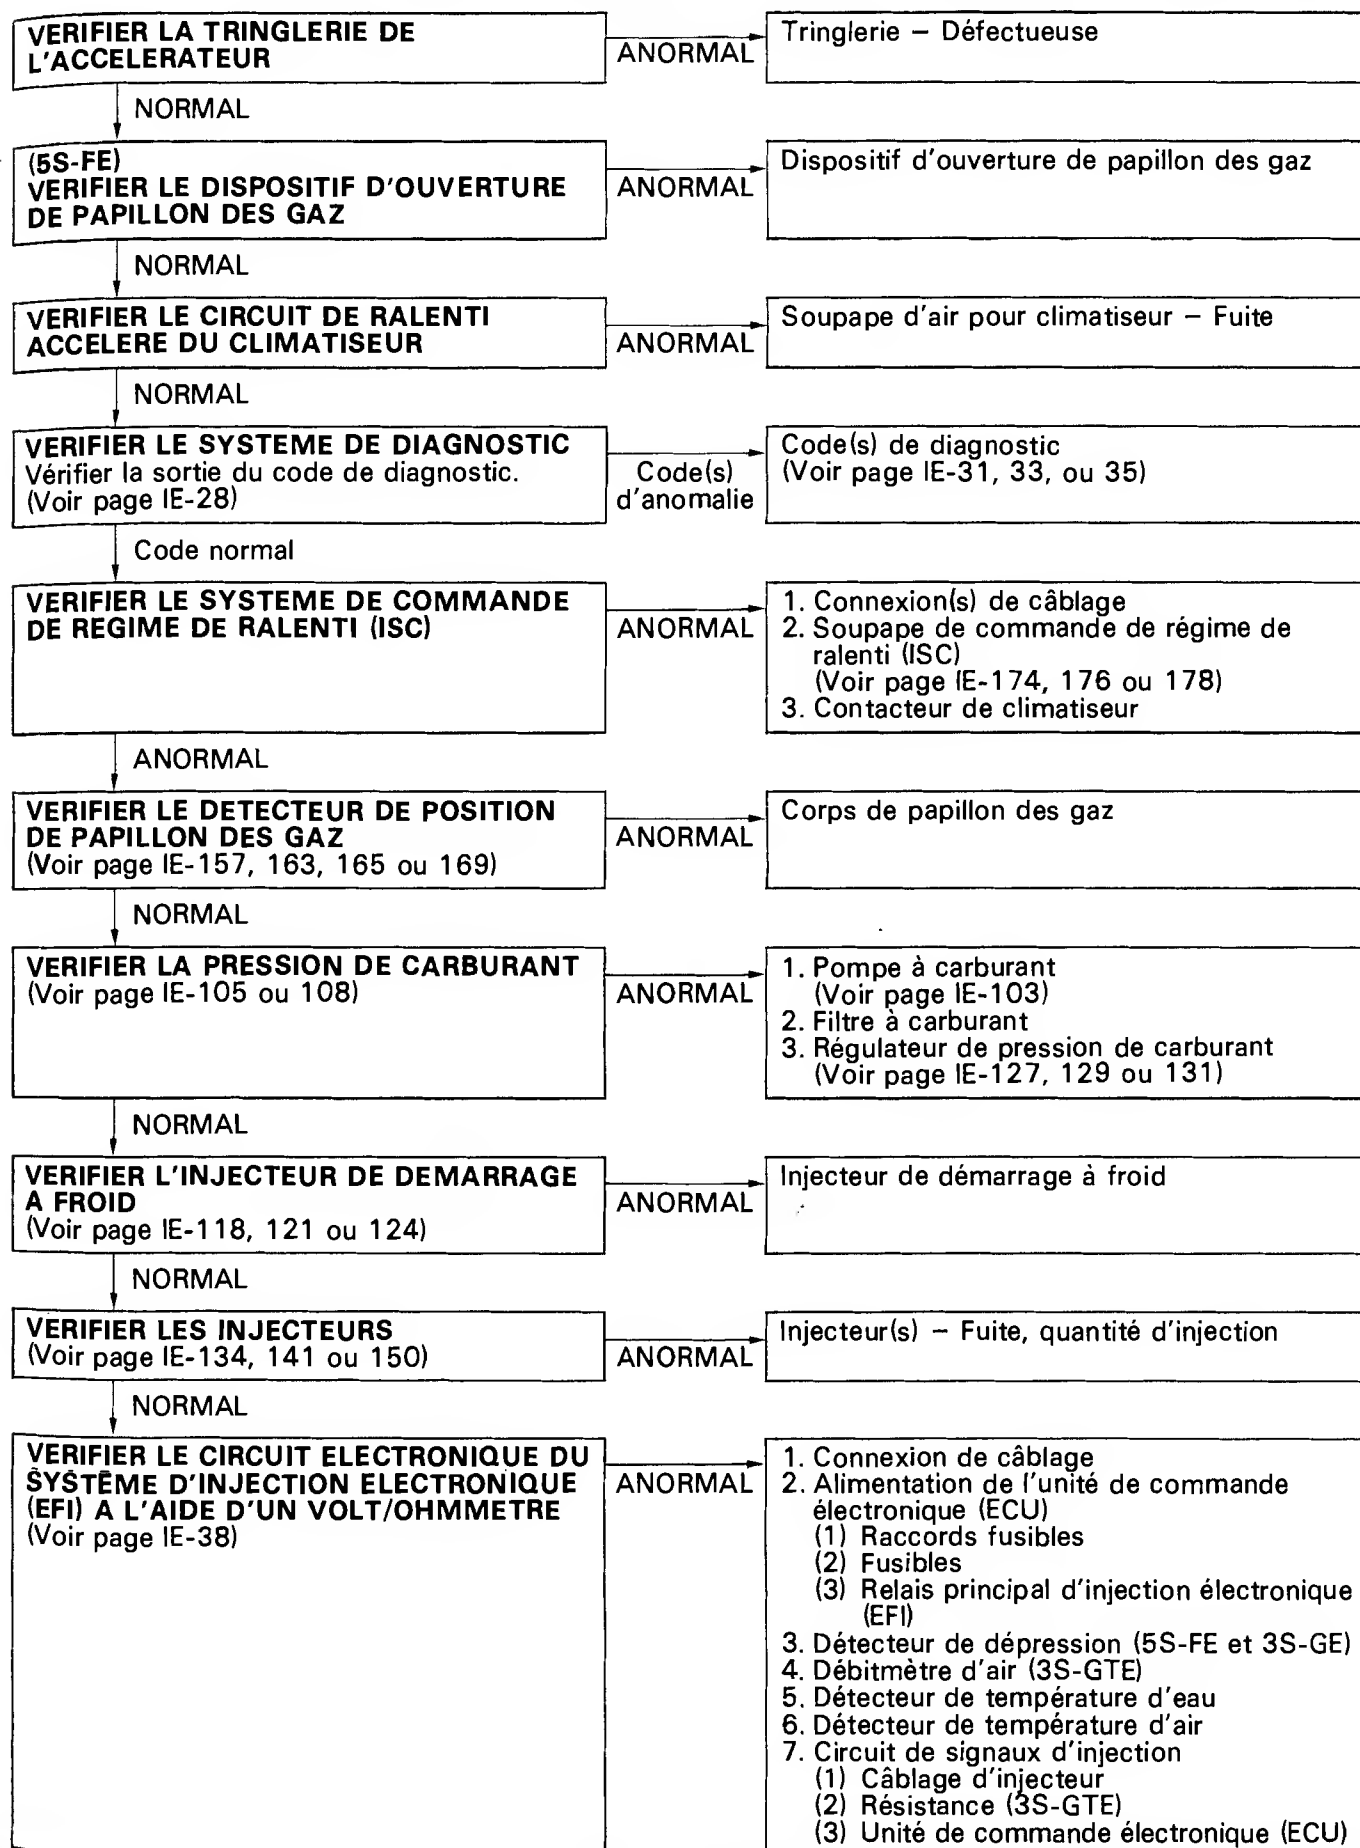 VERIFIER LA TRINGLERIE DE
L'ACCELERATEUR
ANORMAL
Tringlerie – Défectueuse
NORMAL
(5S-FE)
VERIFIER LE DISPOSITIF D'OUVERTURE
DE PAPILLON DES GAZ
ANORMAL
Dispositif d'ouverture de papillon des gaz
NORMAL
VERIFIER LE CIRCUIT DE RALENTI
ACCELERE DU CLIMATISEUR
ANORMAL
Soupape d'air pour climatiseur – Fuite
NORMAL
VERIFIER LE SYSTEME DE DIAGNOSTIC
Vérifier la sortie du code de diagnostic.
(Voir page IE-28)
Code(s)
d'anomalie
Code(s) de diagnostic
(Voir page IE-31, 33, ou 35)
Code normal
VERIFIER LE SYSTEME DE COMMANDE
DE REGIME DE RALENTI (ISC)
ANORMAL
1. Connexion(s) de câblage
2. Soupape de commande de régime de
ralenti (ISC)
(Voir page IE-174, 176 ou 178)
3. Contacteur de climatiseur
ANORMAL
VERIFIER LE DETECTEUR DE POSITION
DE PAPILLON DES GAZ
(Voir page IE-157, 163, 165 ou 169)
ANORMAL
Corps de papillon des gaz
NORMAL
VERIFIER LA PRESSION DE CARBURANT
(Voir page IE-105 ou 108)
ANORMAL
1. Pompe à carburant
(Voir page IE-103)
2. Filtre à carburant
3. Régulateur de pression de carburant
(Voir page IE-127, 129 ou 131)
NORMAL
VERIFIER L'INJECTEUR DE DEMARRAGE
A FROID
(Voir page IE-118, 121 ou 124)
ANORMAL
Injecteur de démarrage à froid
NORMAL
VERIFIER LES INJECTEURS
(Voir page IE-134, 141 ou 150)
ANORMAL
Injecteur(s) – Fuite, quantité d'injection
NORMAL
VERIFIER LE CIRCUIT ELECTRONIQUE DU
SYSTEME D'INJECTION ELECTRONIQUE
(EFI) A L'AIDE D'UN VOLT/OHMMETRE
(Voir page IE-38)
ANORMAL
1. Connexion de câblage
2. Alimentation de l'unité de commande
électronique (ECU)
(1) Raccords fusibles
(2) Fusibles
(3) Relais principal d'injection électronique
(EFI)
3. Détecteur de dépression (5S-FE et 3S-GE)
4. Débitmètre d'air (3S-GTE)
5. Détecteur de température d'eau
6. Détecteur de température d'air
7. Circuit de signaux d'injection
(1) Câblage d'injecteur
(2) Résistance (3S-GTE)
(3) Unité de commande électronique (ECU)